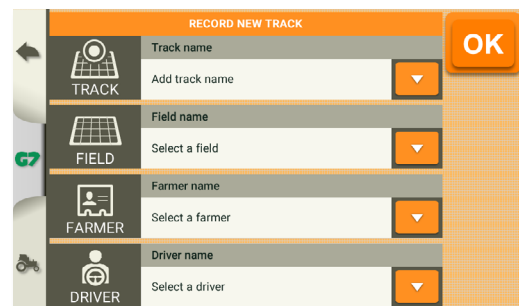 RECORD NEW TRACK
OK
Track name
Add track name
TRACK
Field name
Select a field
FIELD
G7
Farmer name
Select a farmer
FARMER
Driver name
Select a driver
DRIVER